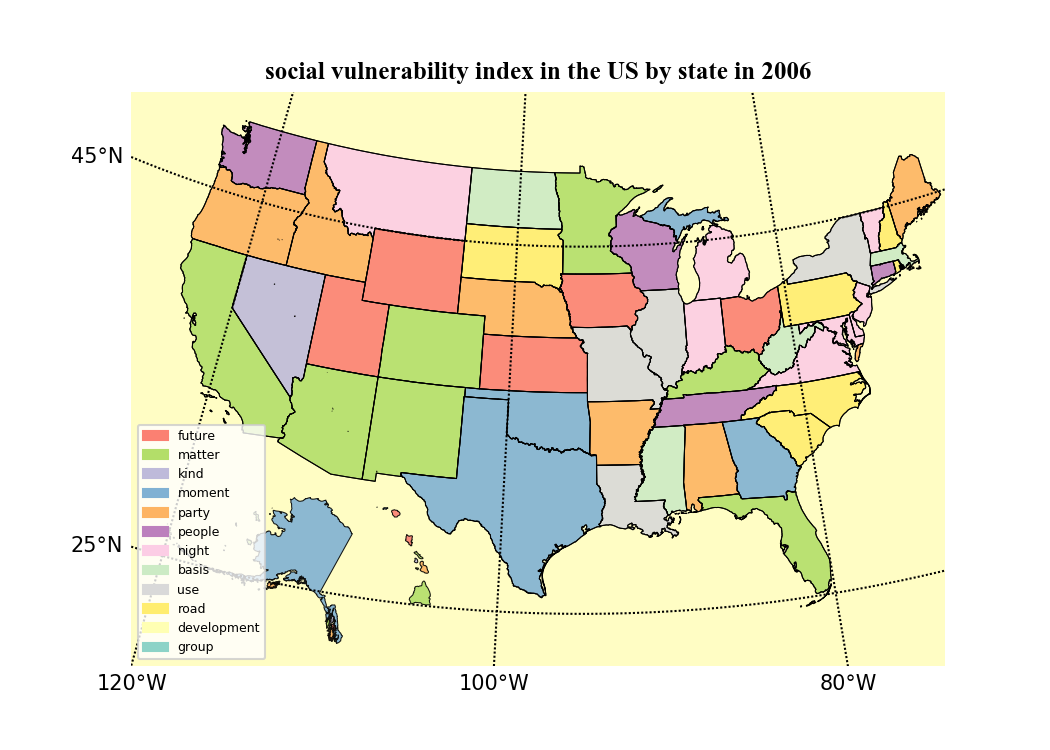 social vulnerability index in the US by state in 2006
45°N
25°N
future
matter
kind
moment
party
people
night
basis
use
road
development
group
120°W
100°W
80°W